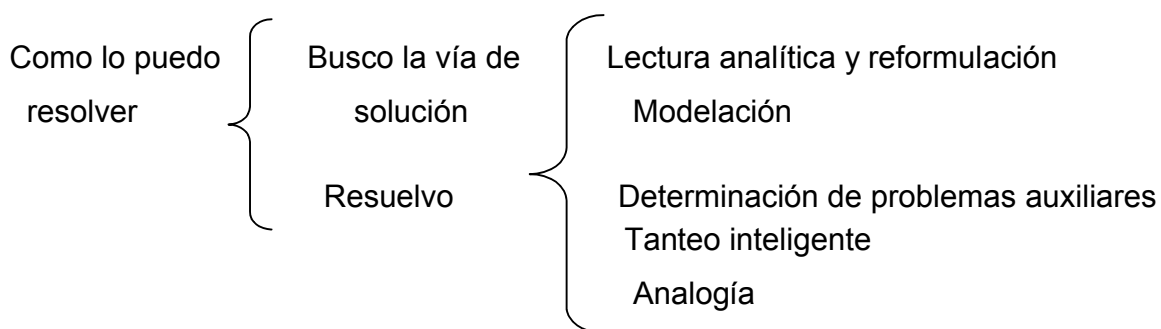 Como lo puedo
resolver
Busco la vía de
solución
Resuelvo
Lectura analítica y reformulación
Modelación
Determinación de problemas auxiliares
Tanteo inteligente
Analogía